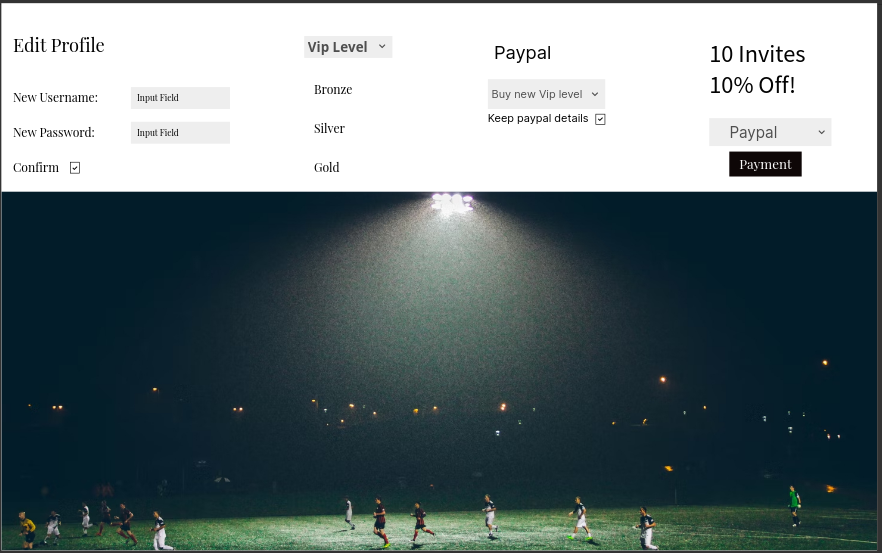 Edit Profile
New Username:
Input Field
New Password:
Input Field
Confirm
Vip Level
Bronze
Silver
Gold
Paypal
Buy new Vip level
Keep paypal details
10 Invites
10% Off!
Paypal
Payment